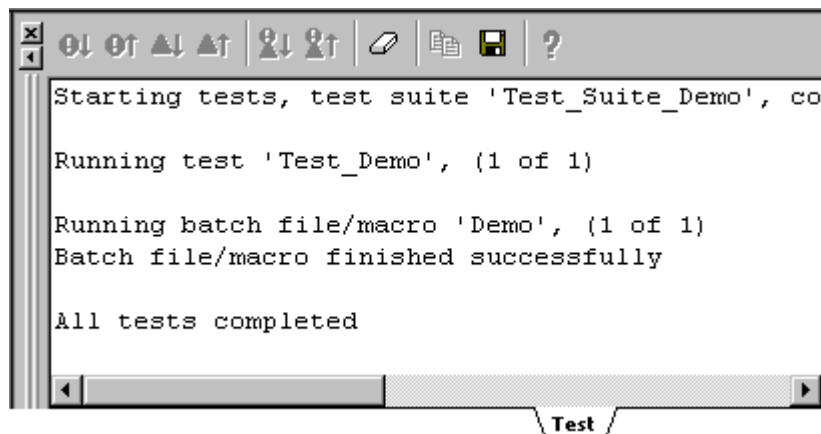 Starting tests, test suite 'Test_Suite_Demo', co
Running test 'Test_Demo', (1 of 1)
Running batch file/macro 'Demo', (1 of 1)
Batch file/macro finished successfully
All tests completed
Test